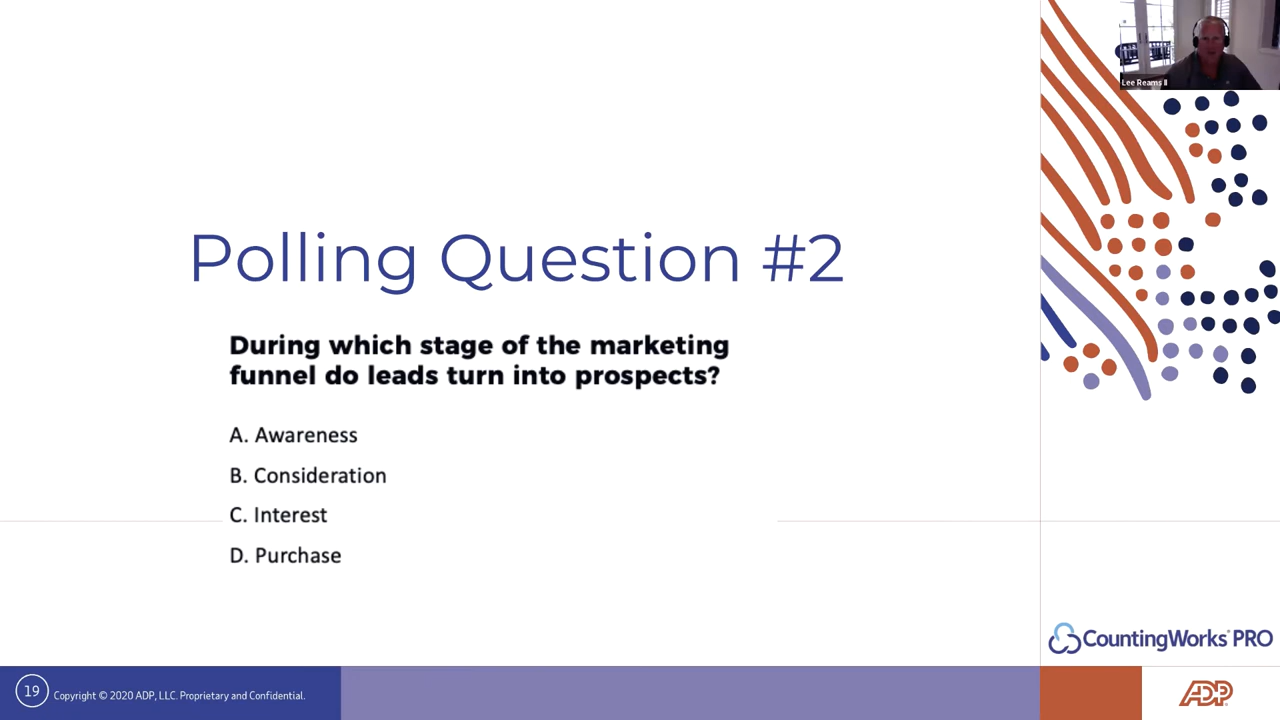 Lee Reams II
Polling Question #2
During which stage of the marketing
funnel do leads turn into prospects?
A. Awareness
B. Consideration
C. Interest
D. Purchase
CountingWorks® PRO
19
Copyright © 2020 ADP, LLC. Proprietary and Confidential.
ADP